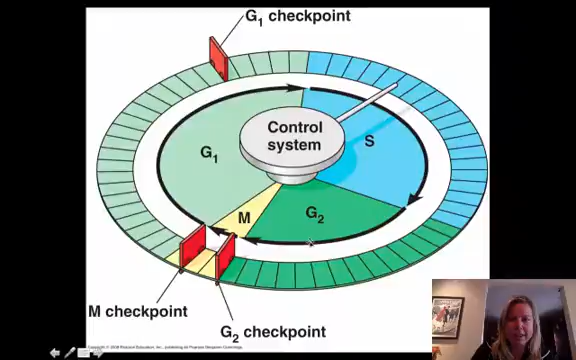 G1 checkpoint
Control
system
S
G1
M
G2
M checkpoint
G2 checkpoint